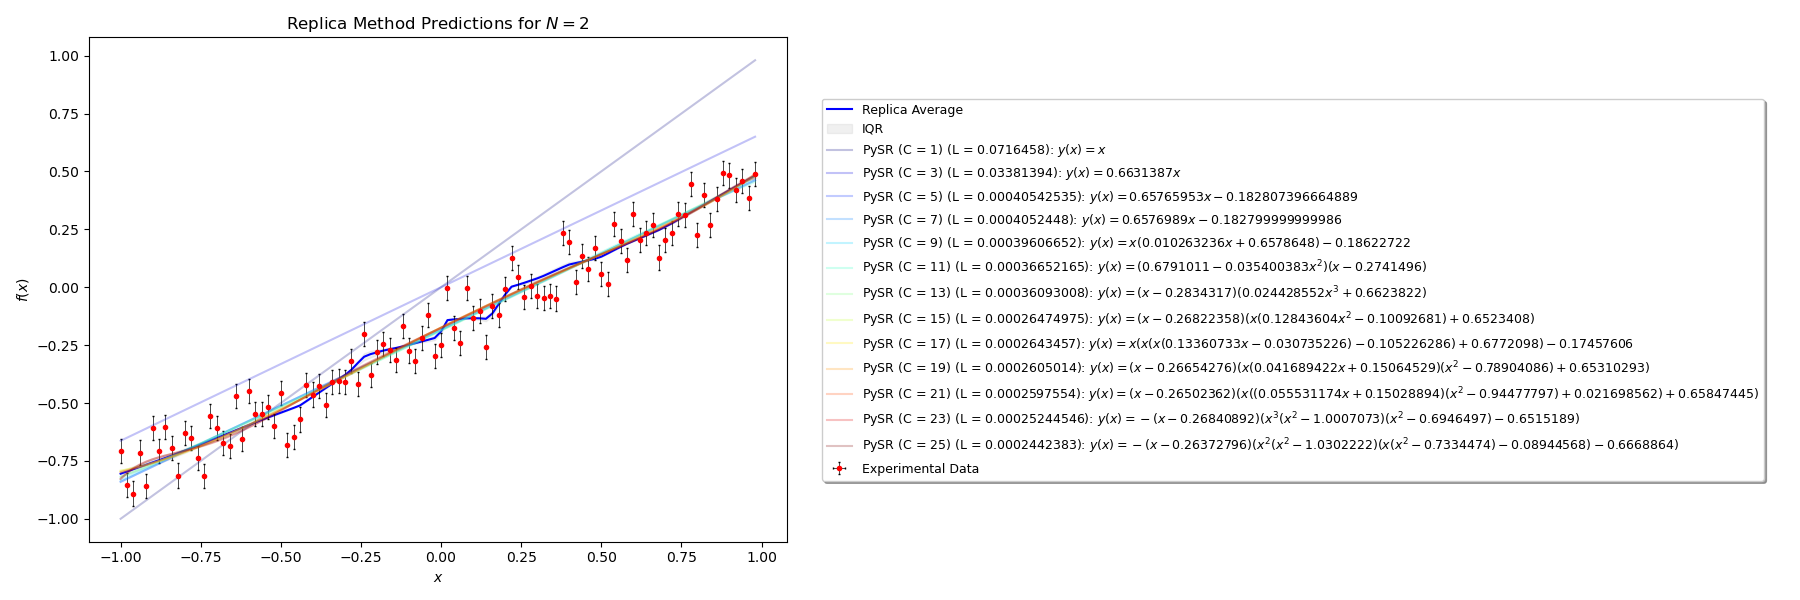 Replica Method Predictions for N = 2
1.00
0.75
0.50
0.25
0.00
−0.25
−0.50
−0.75
−1.00
f(x)
−1.00 −0.75 −0.50 −0.25 0.00 0.25 0.50 0.75 1.00
x
Replica Average
IQR
PySR (C = 1) (L = 0.0716458): y(x) = x
PySR (C = 3) (L = 0.03381394): y(x) = 0.6631387x
PySR (C = 5) (L = 0.00040542535): y(x) = 0.65765953x − 0.182807396664889
PySR (C = 7) (L = 0.0004052448): y(x) = 0.6576989x − 0.182799999999986
PySR (C = 9) (L = 0.00039606652): y(x) = x(0.010263236x + 0.6578648) − 0.18622722
PySR (C = 11) (L = 0.00036652165): y(x) = (0.6791011 − 0.035400383x²)(x − 0.2741496)
PySR (C = 13) (L = 0.00036093008): y(x) = (x − 0.2834317)(0.024428552x³ + 0.6623822)
PySR (C = 15) (L = 0.00026474975): y(x) = (x − 0.26822358)(x(0.12843604x² − 0.10092681) + 0.6523408)
PySR (C = 17) (L = 0.0002643457): y(x) = x(x(x(0.13360733x − 0.030735226) − 0.105226286) + 0.6772098) − 0.17457606
PySR (C = 19) (L = 0.0002605014): y(x) = (x − 0.26654276)(x(0.041689422x + 0.15064529)(x² − 0.78904086) + 0.65310293)
PySR (C = 21) (L = 0.0002597554): y(x) = (x − 0.26502362)(x((0.055531174x + 0.15028894)(x² − 0.94477797) + 0.021698562) + 0.65847445)
PySR (C = 23) (L = 0.00025244546): y(x) = −(x − 0.26840892)(x³(x² − 1.0007073)(x² − 0.6946497) − 0.6515189)
PySR (C = 25) (L = 0.0002442383): y(x) = −(x − 0.26372796)(x²(x² − 1.0302222)(x(x² − 0.7334474) − 0.08944568) − 0.6668864)
Experimental Data